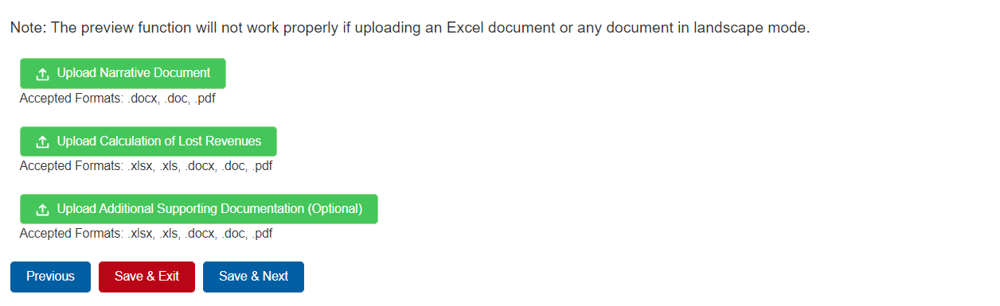 Note: The preview function will not work properly if uploading an Excel document or any document in landscape mode.
Upload Narrative Document
Accepted Formats: .docx, .doc, .pdf
Upload Calculation of Lost Revenues
Accepted Formats: .xlsx, .xls, .docx, .doc, .pdf
Upload Additional Supporting Documentation (Optional)
Accepted Formats: .xlsx, .xls, .docx, .doc, .pdf
Previous Save & Exit Save & Next